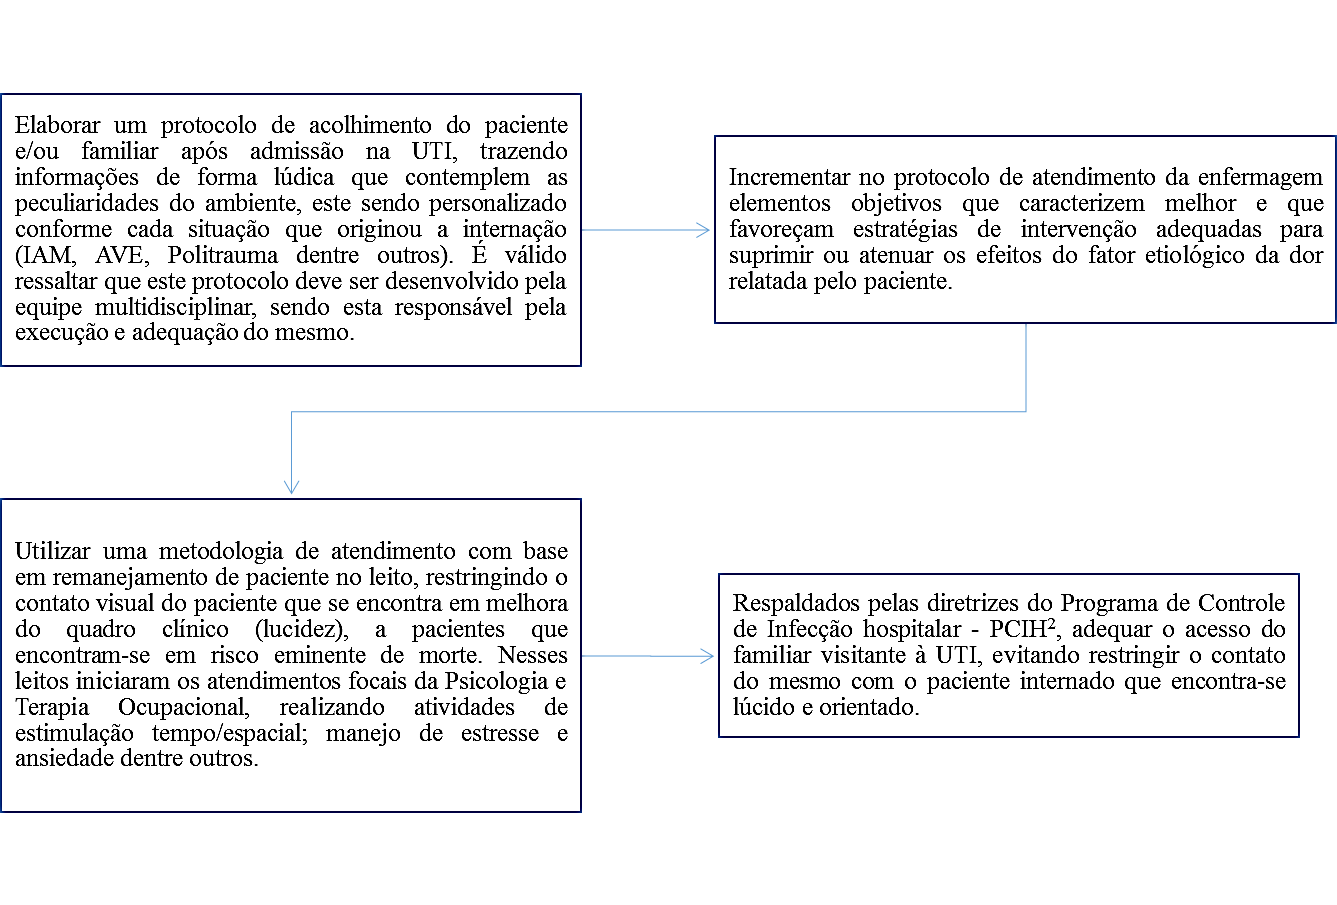 Elaborar um protocolo de acolhimento do paciente
e/ou familiar após admissão na UTI, trazendo
informações de forma lúdica que contemplem as
peculiaridades do ambiente, este sendo personalizado
conforme cada situação que originou a internação
(IAM, AVE, Politrauma dentre outros). É válido
ressaltar que este protocolo deve ser desenvolvido pela
equipe multidisciplinar, sendo esta responsável pela
execução e adequação do mesmo.
Incrementar no protocolo de atendimento da enfermagem
elementos objetivos que caracterizem melhor e que
favoreçam estratégias de intervenção adequadas para
suprimir ou atenuar os efeitos do fator etiológico da dor
relatada pelo paciente.
Utilizar uma metodologia de atendimento com base
em remanejamento de paciente no leito, restringindo o
contato visual do paciente que se encontra em melhora
do quadro clínico (lucidez), a pacientes que
encontram-se em risco eminente de morte. Nesses
leitos iniciaram os atendimentos focais da Psicologia e
Terapia Ocupacional, realizando atividades de
estimulação tempo/espacial; manejo de estresse e
ansiedade dentre outros.
Respaldados pelas diretrizes do Programa de Controle
de Infecção hospitalar - PCIH², adequar o acesso do
familiar visitante à UTI, evitando restringir o contato
do mesmo com o paciente internado que encontra-se
lúcido e orientado.